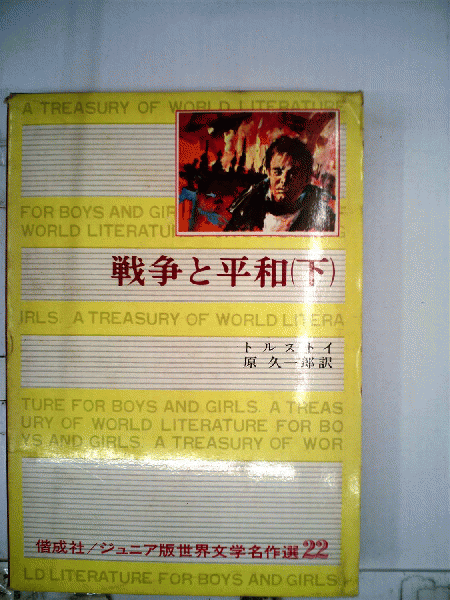 A TREASURY OF WORLD LITERATURE
FOR BOYS AND GIR
WORLD LITERATU
戦争と平和(下)
IRLS. A TREASURY OF WORLD LITERA
トルストイ
原久一郎訳
TURE FOR BOYS AND GIRLS. A TREAS
URY OF WORLD LITERATURE FOR BO
YS AND GIRLS. A TREASURY OF WOR
偕成社/ジュニア版世界文学名作選22
LD LITERATURE FOR BOYS AND GIRLS.